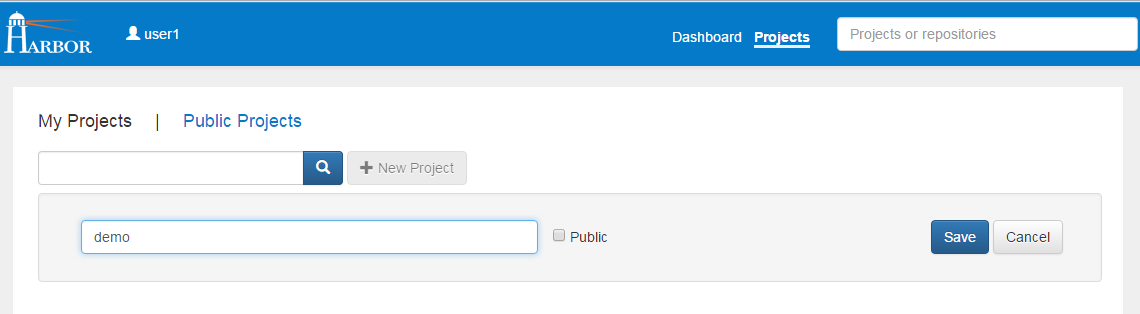 HARBOR
user1
Dashboard Projects
Projects or repositories
My Projects | Public Projects
New Project
demo
Public
Save
Cancel